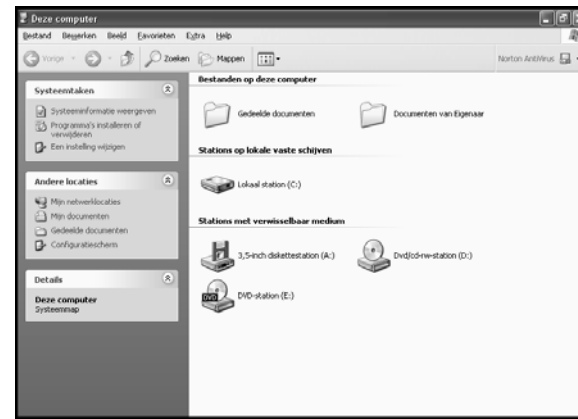 Deze computer
Bestand Bewerken Beeld Favorieten Extra Help
Vorige Zoeken Mappen Norton AntiVirus
Systeemtaken
Systeeminformatie weergeven
Programma's installeren of
verwijderen
Een instelling wijzigen
Andere locaties
Mijn netwerklocaties
Mijn documenten
Gedeelde documenten
Configuratiescherm
Details
Deze computer
Systeemmap
Bestanden op deze computer
Gedeelde documenten Documenten van Eigenaar
Stations op lokale vaste schijven
Lokaal station (C:)
Stations met verwisselbaar medium
3,5-inch diskettestation (A:) Dvd/cd-rw-station (D:)
DVD DVD-station (E:)